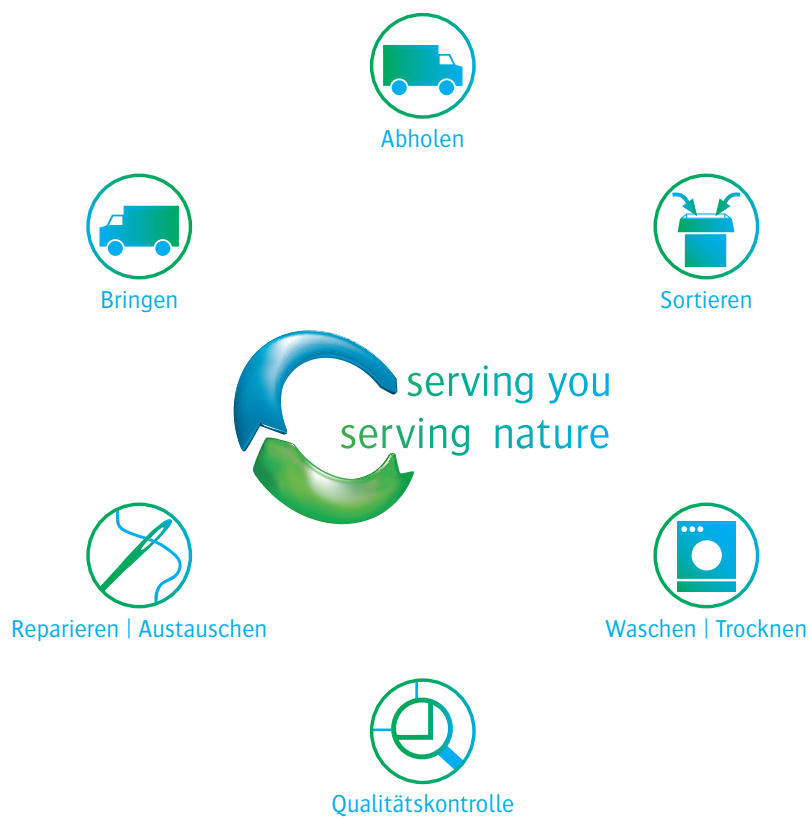 Abholen
Bringen
Sortieren
serving you
serving nature
Reparieren | Austauschen
Waschen | Trocknen
Qualitätskontrolle